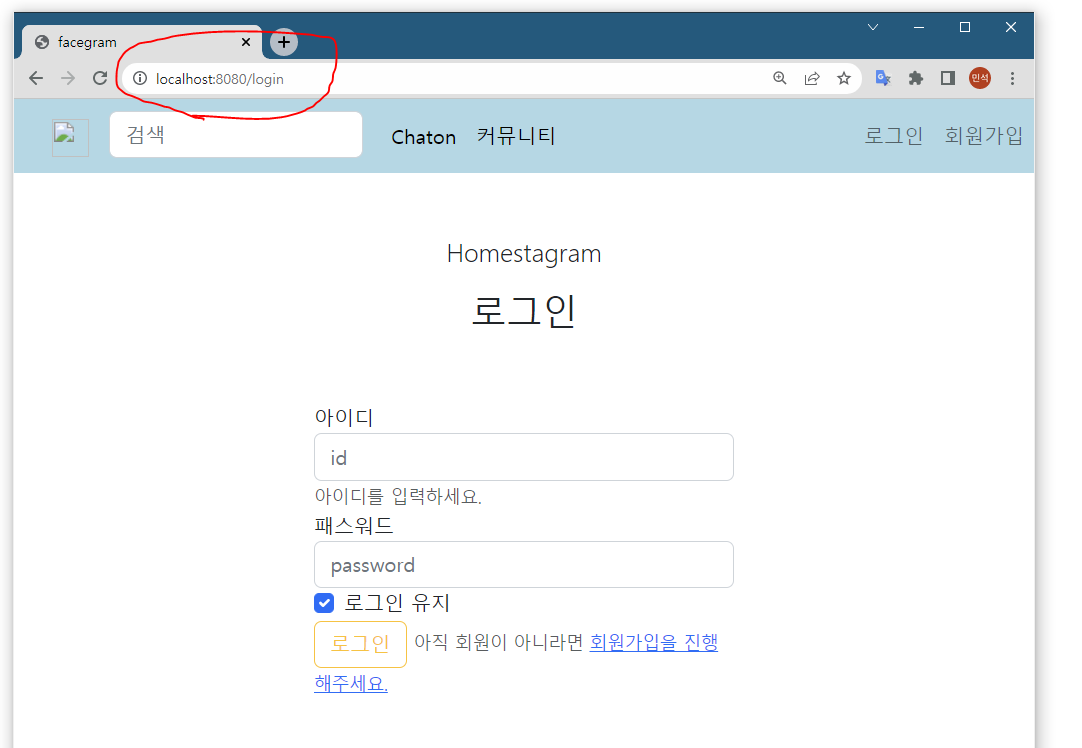 facegram
localhost:8080/login
민석
검색 Chaton 커뮤니티 로그인 회원가입
Homestagram
로그인
아이디
id
아이디를 입력하세요.
패스워드
password
로그인 유지
로그인 아직 회원이 아니라면 회원가입을 진행
해주세요.